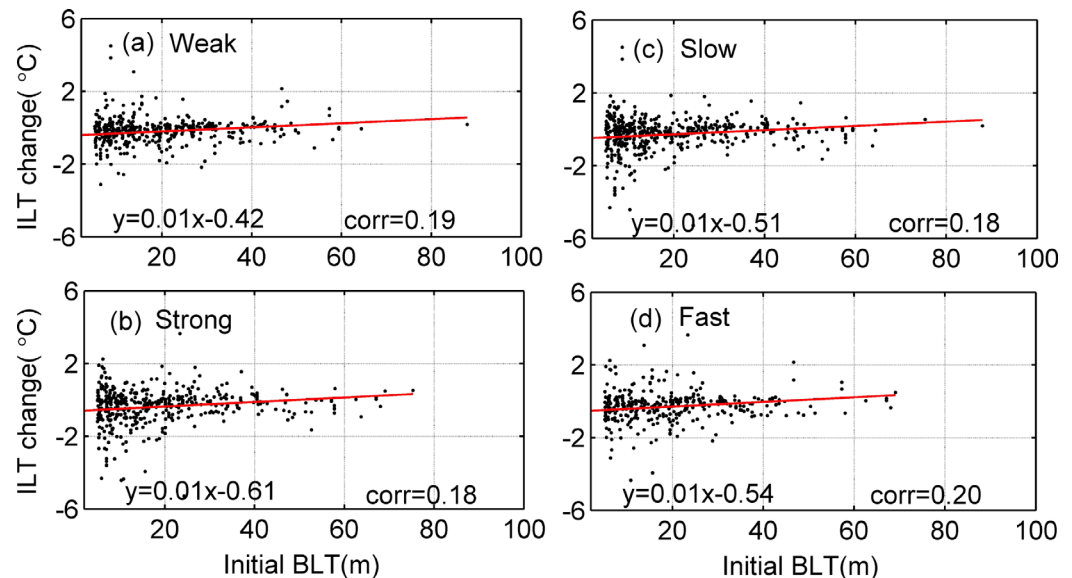 (a) Weak
6
2
-2
-6
ILT change( °C)
y=0.01x-0.42 corr=0.19
20 40 60 80 100
(b) Strong
6
2
-2
-6
ILT change( °C)
y=0.01x-0.61 corr=0.18
20 40 60 80 100
Initial BLT(m)
(c) Slow
6
2
-2
-6
y=0.01x-0.51 corr=0.18
20 40 60 80 100
(d) Fast
6
2
-2
-6
y=0.01x-0.54 corr=0.20
20 40 60 80 100
Initial BLT(m)